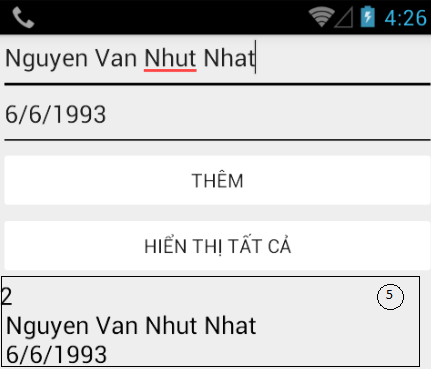 4:26
Nguyen Van Nhut Nhat
6/6/1993
THÊM
HIỂN THỊ TẤT CẢ
2
5
Nguyen Van Nhut Nhat
6/6/1993